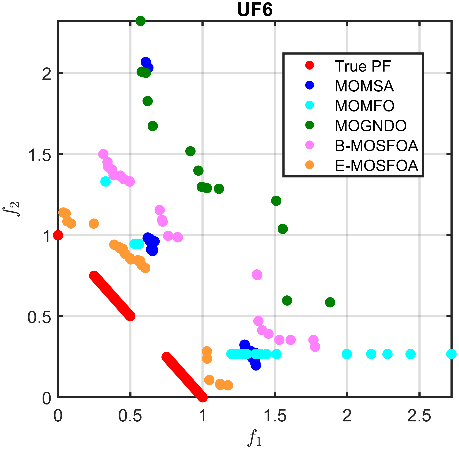 UF6
True PF
MOMSA
MOMFO
MOGNDO
B-MOSFOA
E-MOSFOA
2
1.5
1
0.5
0
f2
0 0.5 1 1.5 2 2.5
f1